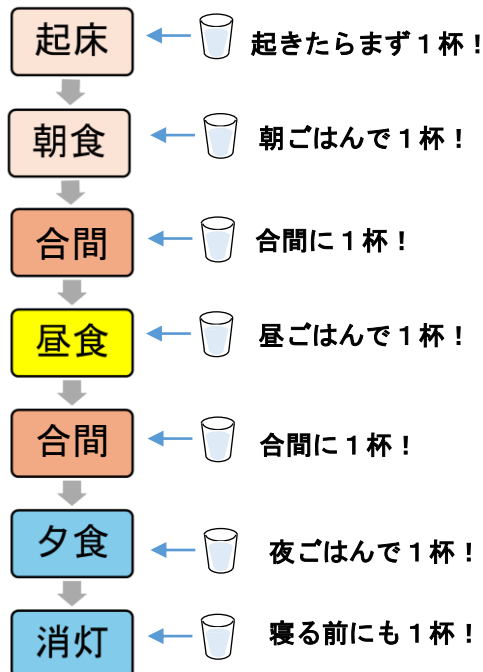 起床
起きたらまず１杯！
朝食
朝ごはんで１杯！
合間
合間に１杯！
昼食
昼ごはんで１杯！
合間
合間に１杯！
夕食
夜ごはんで１杯！
消灯
寝る前にも１杯！